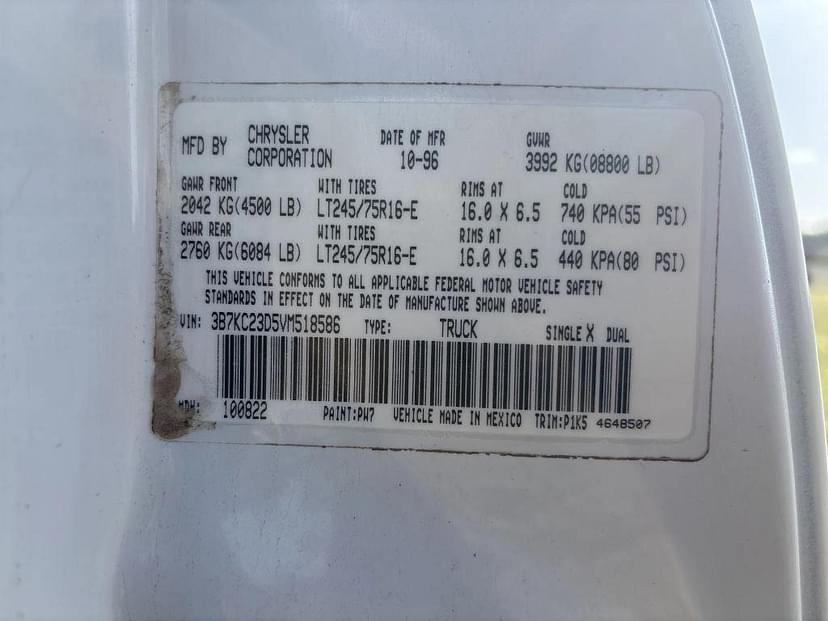 MFD BY CHRYSLER CORPORATION DATE OF MFR 10-96 GVWR 3992 KG(08800 LB)
GAWR FRONT WITH TIRES RIMS AT COLD
2042 KG(4500 LB) LT245/75R16-E 16.0 X 6.5 740 KPA(55 PSI)
GAWR REAR WITH TIRES RIMS AT COLD
2760 KG(6084 LB) LT245/75R16-E 16.0 X 6.5 440 KPA(80 PSI)
THIS VEHICLE CONFORMS TO ALL APPLICABLE FEDERAL MOTOR VEHICLE SAFETY
STANDARDS IN EFFECT ON THE DATE OF MANUFACTURE SHOWN ABOVE.
VIN: 3B7KC23D5VM518586 TYPE: TRUCK SINGLE X DUAL
MDH: 100822 PAINT:PW7 VEHICLE MADE IN MEXICO TRIM:P1K5 4648507